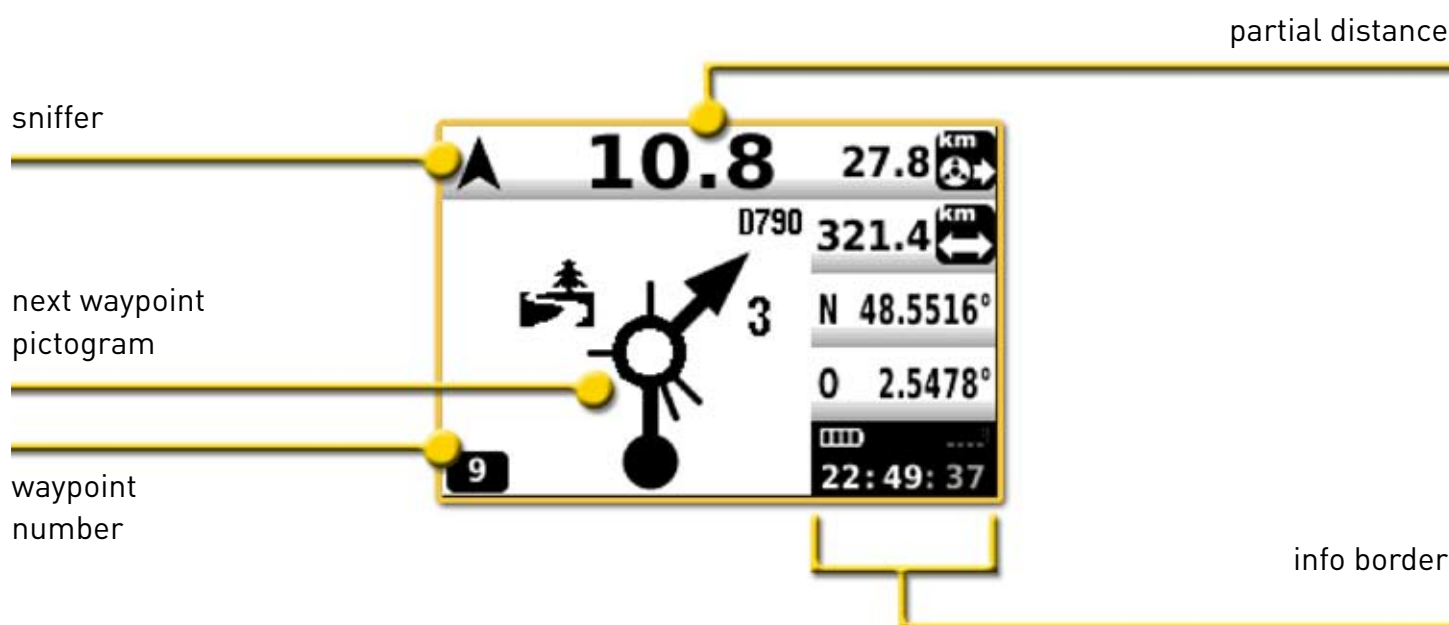 partial distance
sniffer
10.8
27.8 km
D790
321.4 km
next waypoint
pictogram
3
N 48.5516°
O 2.5478°
9
22:49:37
waypoint
number
info border